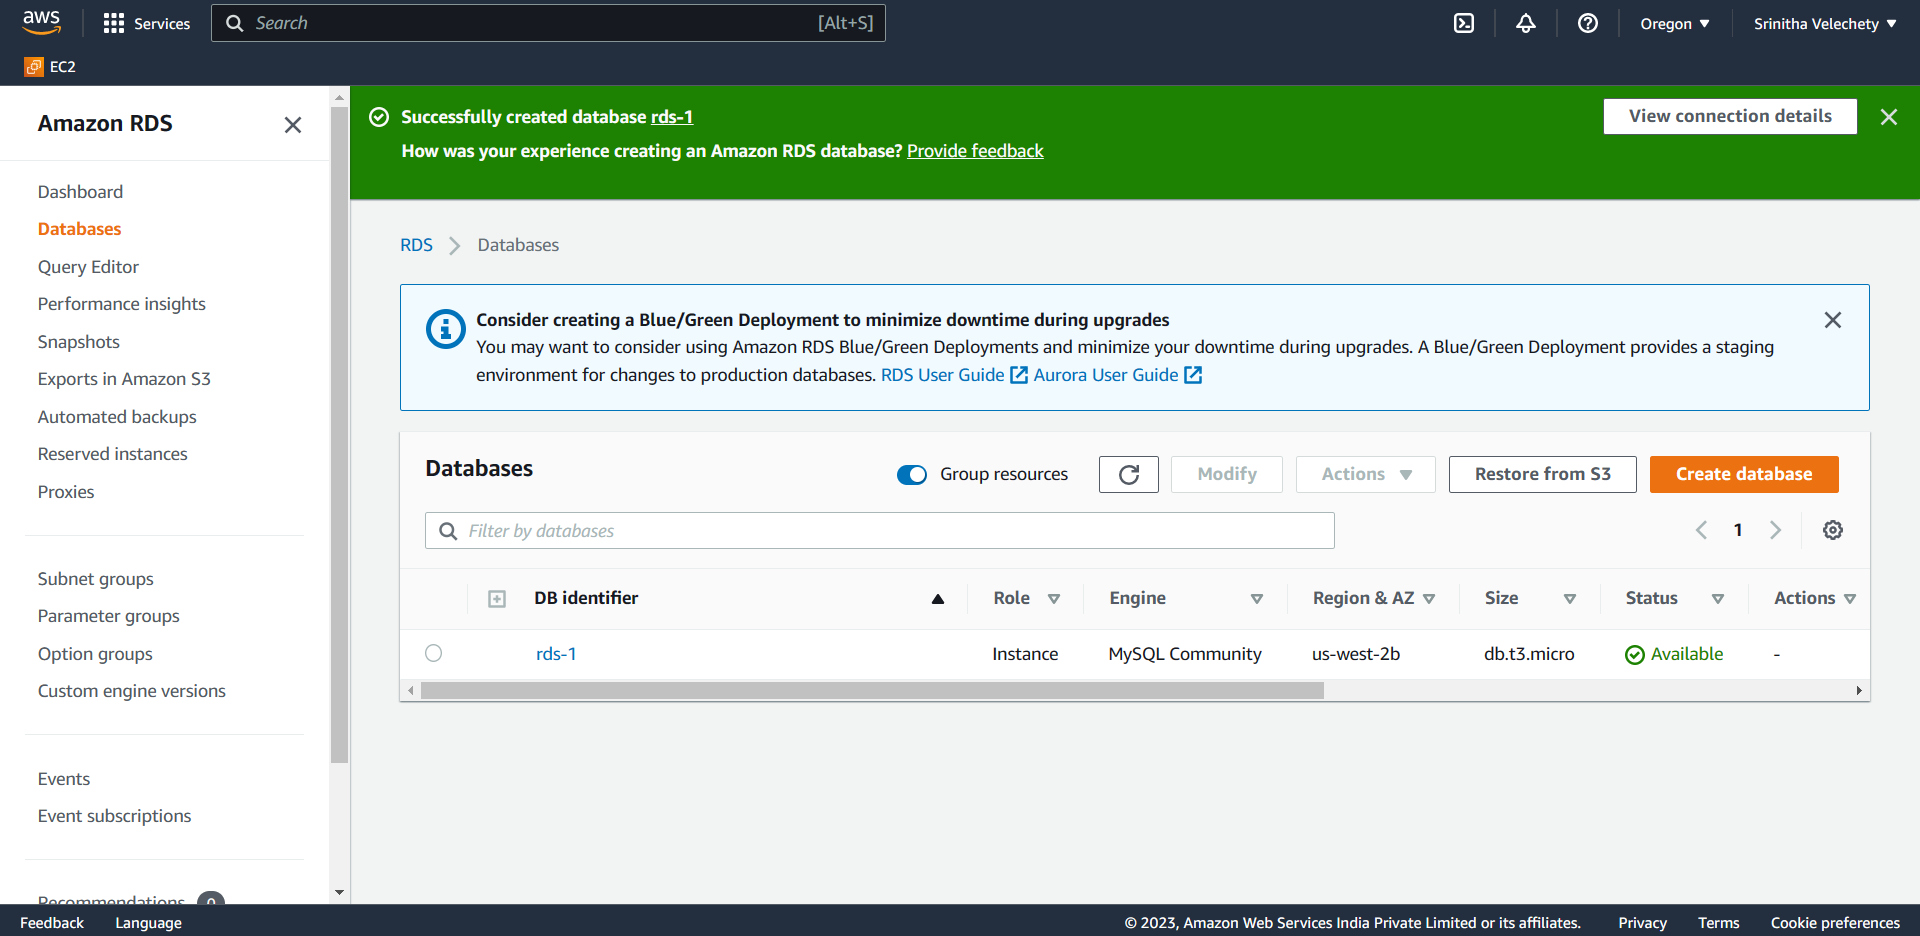 aws
Services
Search [Alt+S]
Oregon
Srinitha Velechety
EC2
Amazon RDS
Dashboard
Databases
Query Editor
Performance insights
Snapshots
Exports in Amazon S3
Automated backups
Reserved instances
Proxies
Subnet groups
Parameter groups
Option groups
Custom engine versions
Events
Event subscriptions
Recommendations 0
Successfully created database rds-1
View connection details
How was your experience creating an Amazon RDS database? Provide feedback
RDS Databases
Consider creating a Blue/Green Deployment to minimize downtime during upgrades
You may want to consider using Amazon RDS Blue/Green Deployments and minimize your downtime during upgrades. A Blue/Green Deployment provides a staging
environment for changes to production databases. RDS User Guide Aurora User Guide
Databases
Group resources
Modify
Actions
Restore from S3
Create database
Filter by databases
1
DB identifier Role Engine Region & AZ Size Status Actions
rds-1 Instance MySQL Community us-west-2b db.t3.micro Available -
Feedback Language © 2023, Amazon Web Services India Private Limited or its affiliates. Privacy Terms Cookie preferences